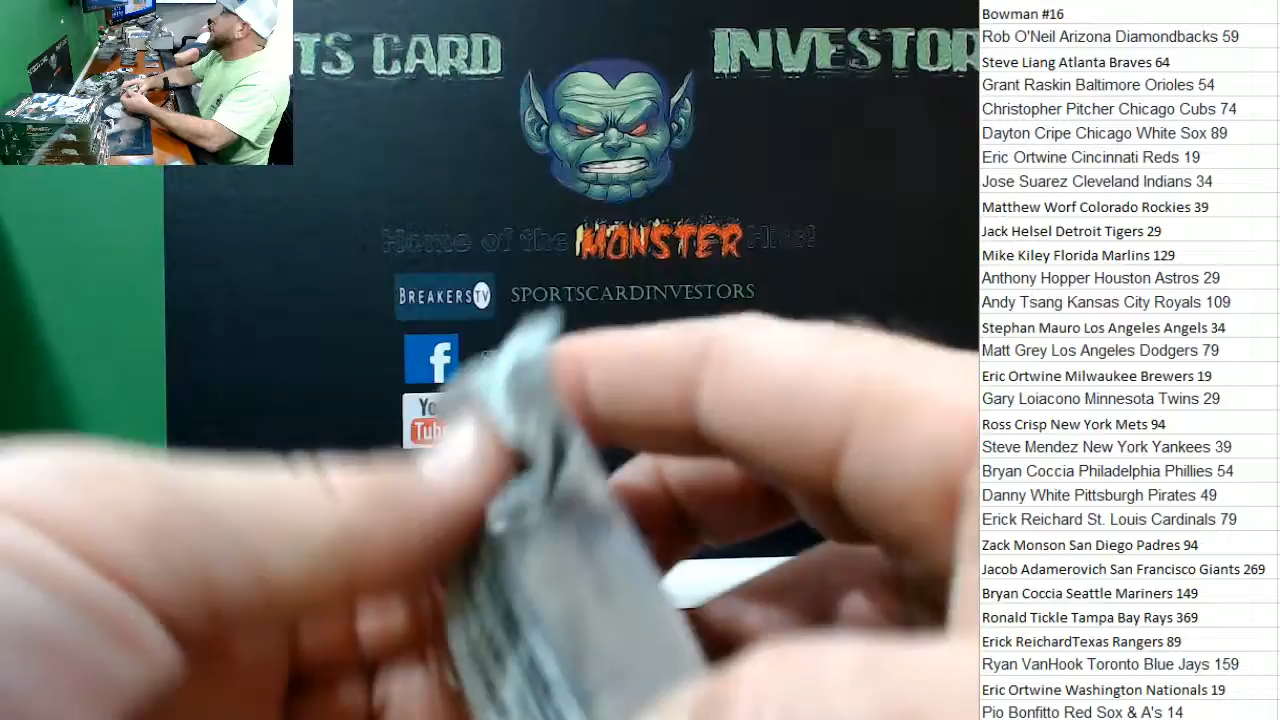 TS CARD INVESTOR
Home of the MONSTER Hits!
BREAKERS TV SPORTSCARDINVESTORS
f
Yo
Tube
Bowman #16
Rob O'Neil Arizona Diamondbacks 59
Steve Liang Atlanta Braves 64
Grant Raskin Baltimore Orioles 54
Christopher Pitcher Chicago Cubs 74
Dayton Cripe Chicago White Sox 89
Eric Ortwine Cincinnati Reds 19
Jose Suarez Cleveland Indians 34
Matthew Worf Colorado Rockies 39
Jack Helsel Detroit Tigers 29
Mike Kiley Florida Marlins 129
Anthony Hopper Houston Astros 29
Andy Tsang Kansas City Royals 109
Stephan Mauro Los Angeles Angels 34
Matt Grey Los Angeles Dodgers 79
Eric Ortwine Milwaukee Brewers 19
Gary Loiacono Minnesota Twins 29
Ross Crisp New York Mets 94
Steve Mendez New York Yankees 39
Bryan Coccia Philadelphia Phillies 54
Danny White Pittsburgh Pirates 49
Erick Reichard St. Louis Cardinals 79
Zack Monson San Diego Padres 94
Jacob Adamerovich San Francisco Giants 269
Bryan Coccia Seattle Mariners 149
Ronald Tickle Tampa Bay Rays 369
Erick ReichardTexas Rangers 89
Ryan VanHook Toronto Blue Jays 159
Eric Ortwine Washington Nationals 19
Pio Bonfitto Red Sox & A's 14